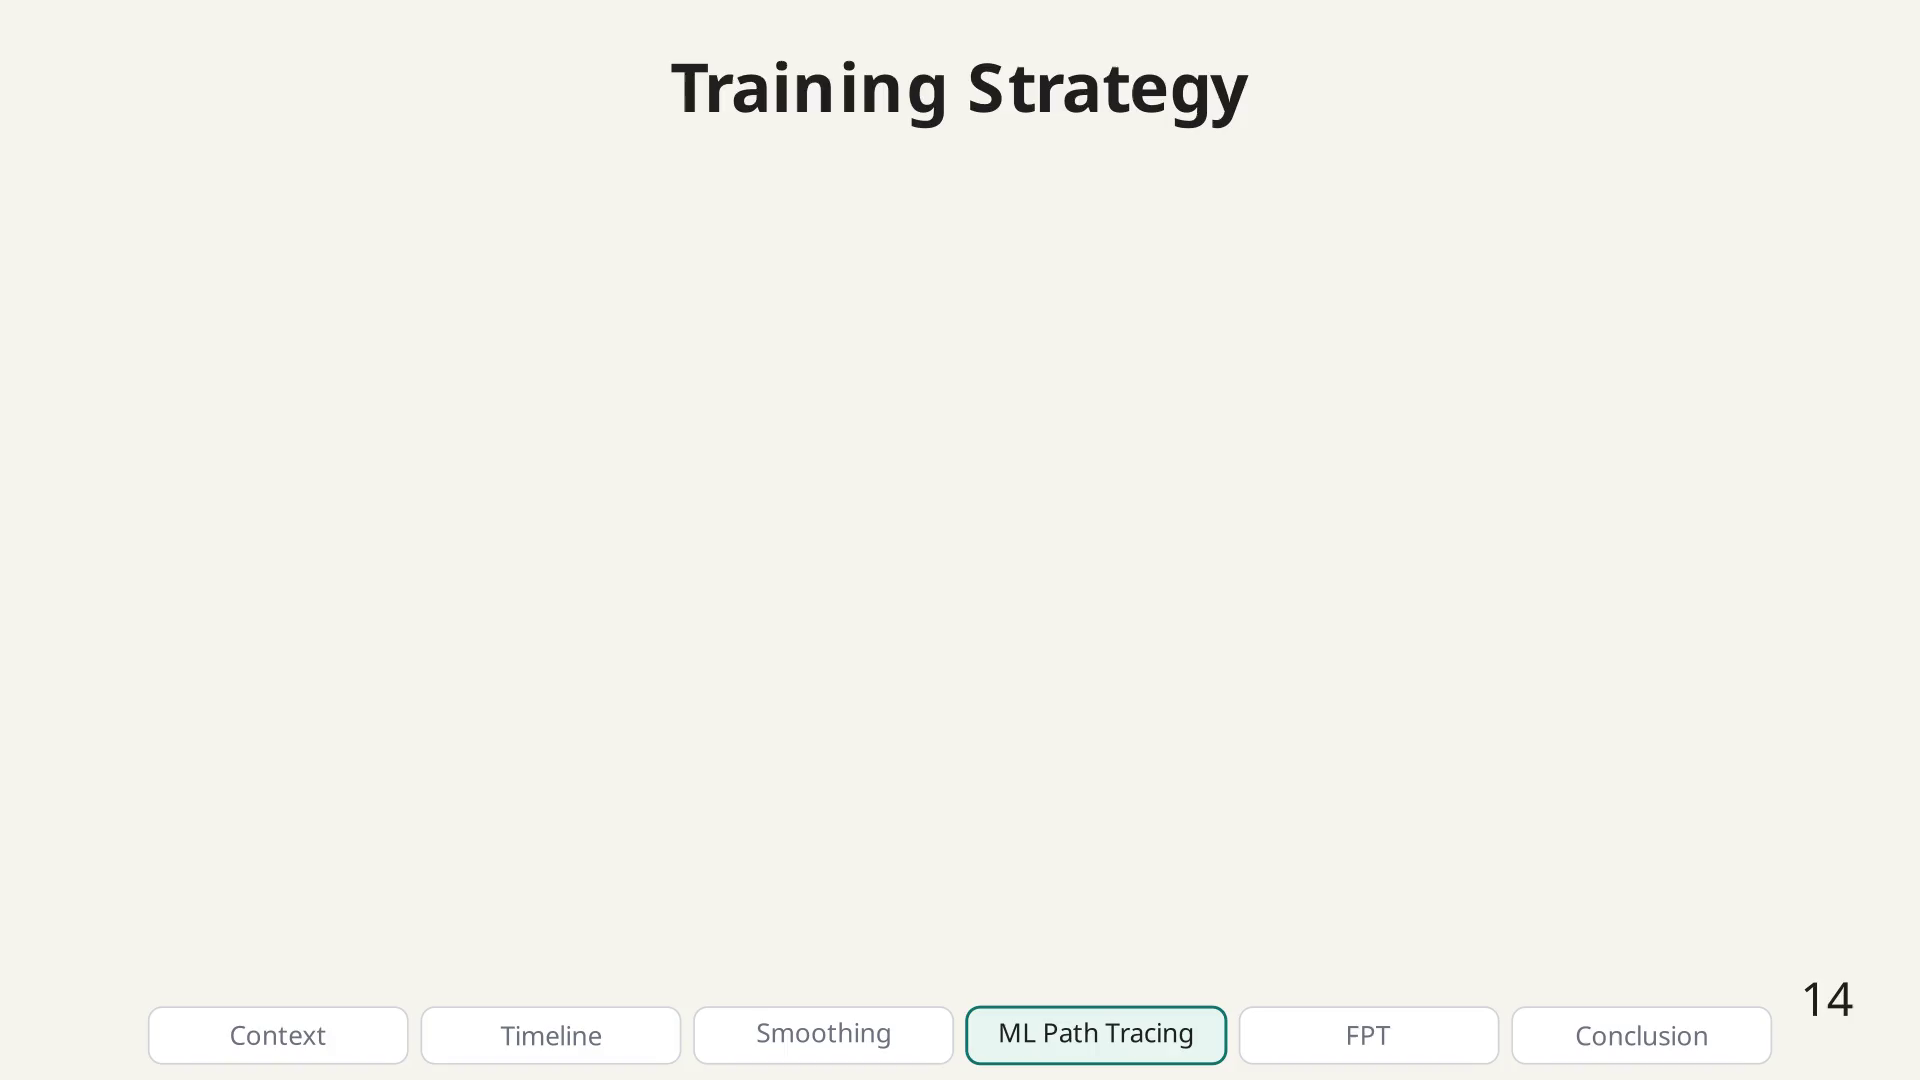 Training Strategy
14
Context
Timeline
Smoothing
ML Path Tracing
FPT
Conclusion